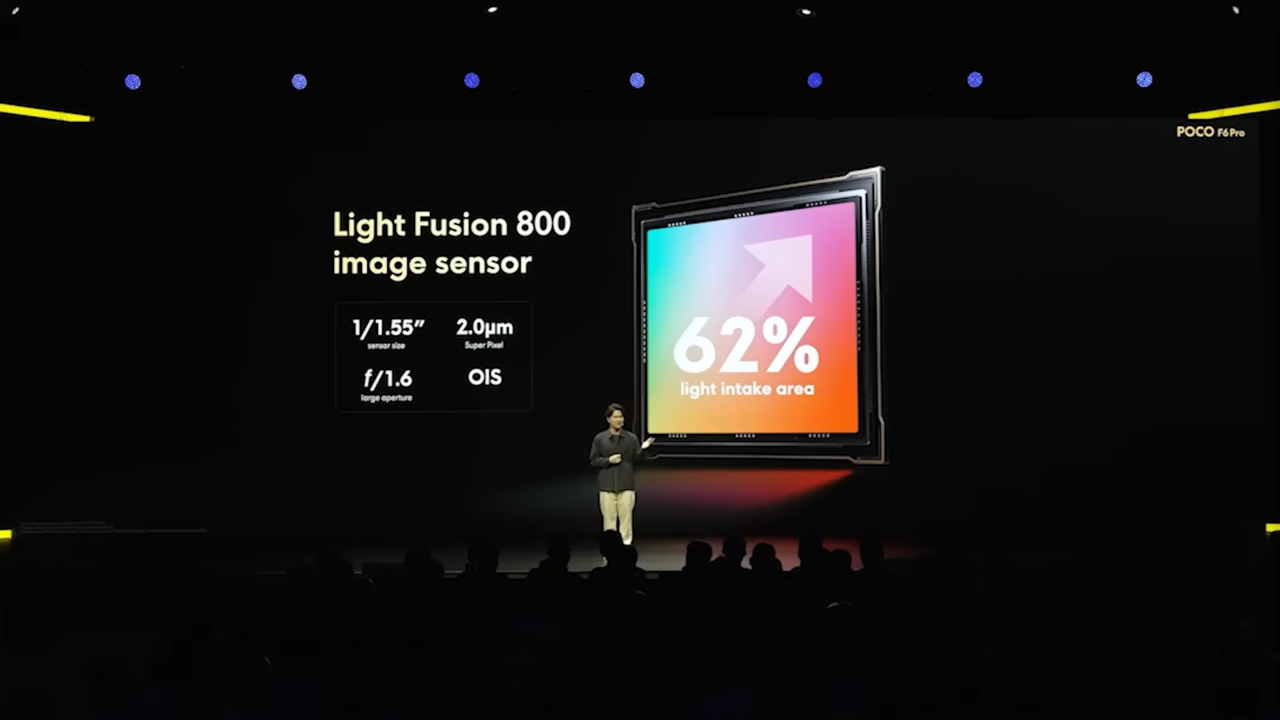 POCO F6 Pro
Light Fusion 800
image sensor
1/1.55”
sensor size
2.0μm
Super Pixel
f/1.6
large aperture
OIS
62%
light intake area